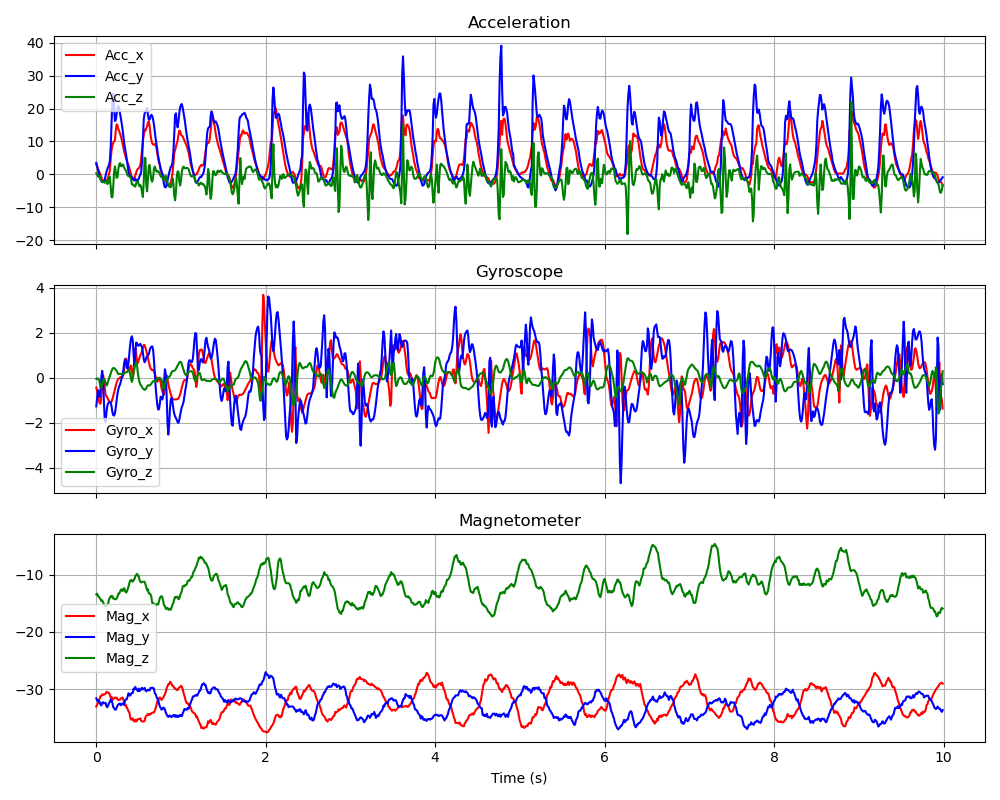 Acceleration
40
30
20
10
0
−10
−20
Acc_x
Acc_y
Acc_z
Gyroscope
4
2
0
−2
−4
Gyro_x
Gyro_y
Gyro_z
Magnetometer
−10
−20
−30
Mag_x
Mag_y
Mag_z
0 2 4 6 8 10
Time (s)